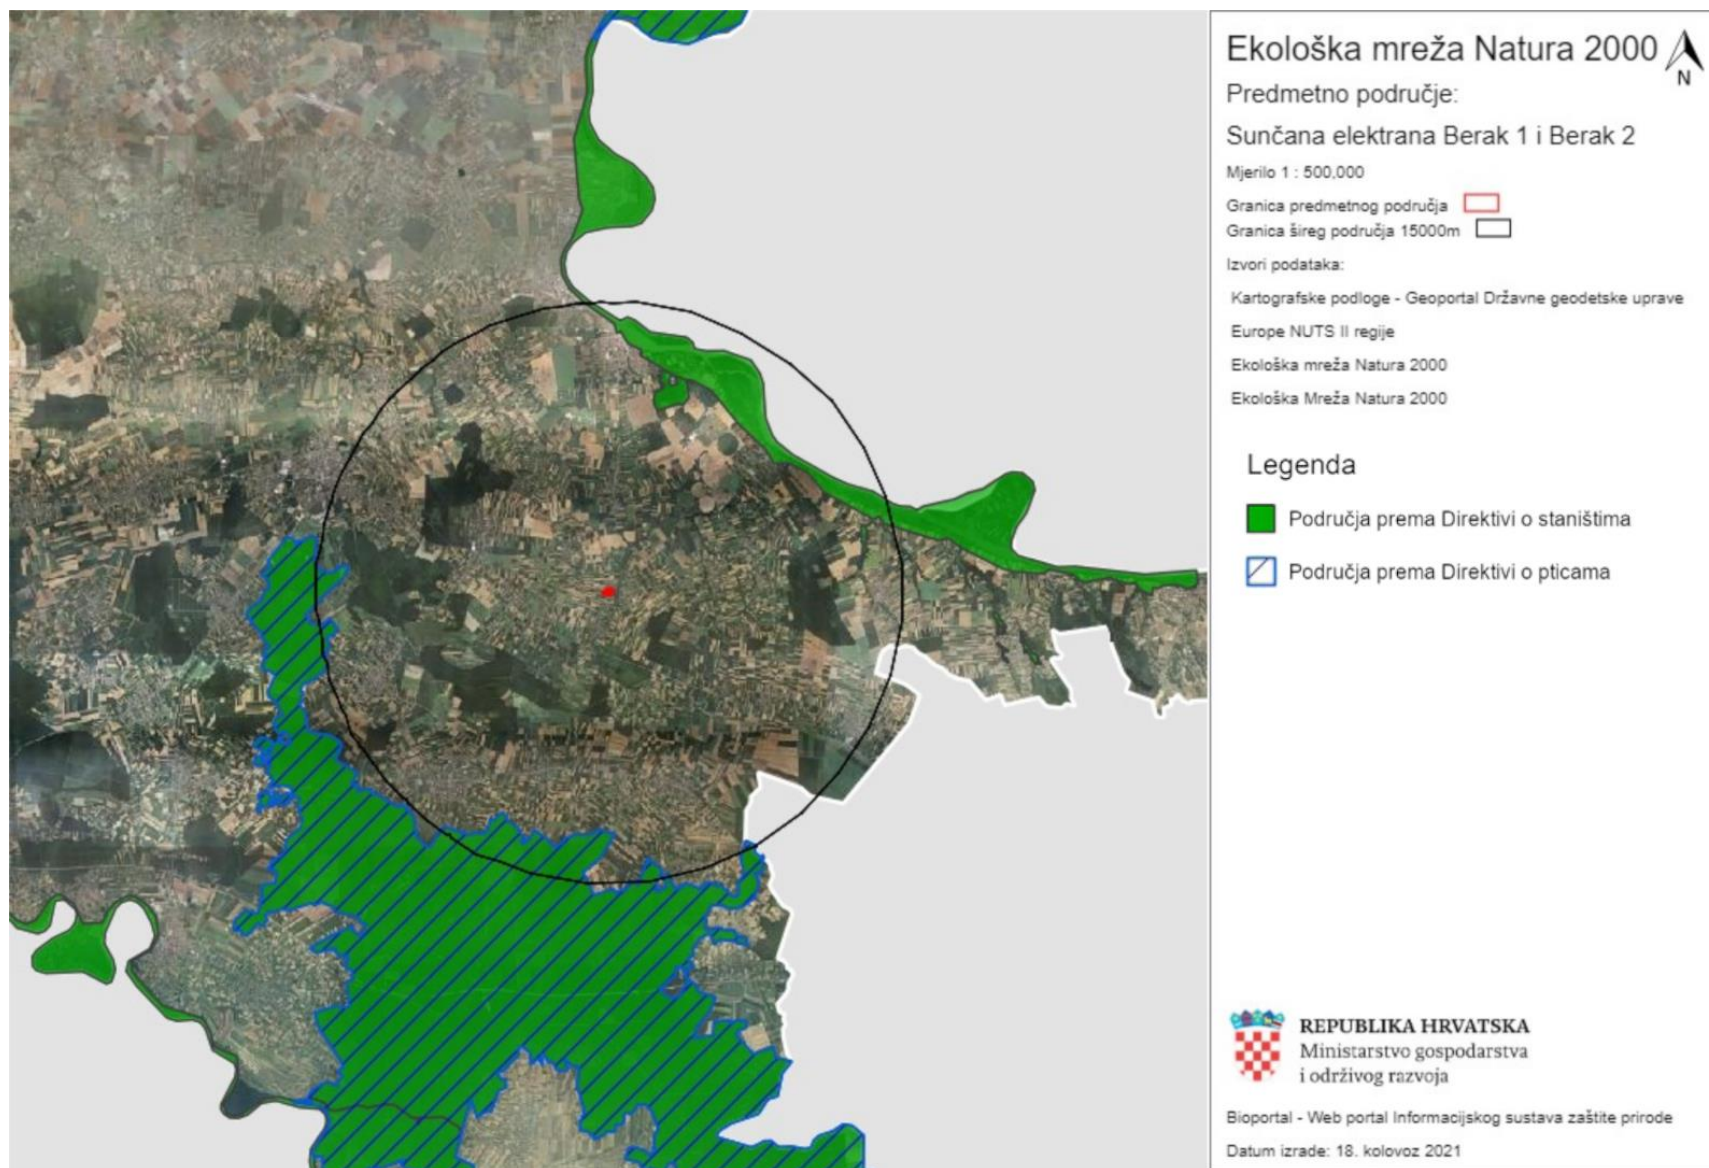 Ekološka mreža Natura 2000
N
Predmetno područje:
Sunčana elektrana Berak 1 i Berak 2
Mjerilo 1 : 500,000
Granica predmetnog područja
Granica šireg područja 15000m
Izvori podataka:
Kartografske podloge - Geoportal Državne geodetske uprave
Europe NUTS II regije
Ekološka mreža Natura 2000
Ekološka Mreža Natura 2000
Legenda
Područja prema Direktivi o staništima
Područja prema Direktivi o pticama
REPUBLIKA HRVATSKA
Ministarstvo gospodarstva
i održivog razvoja
Bioportal - Web portal Informacijskog sustava zaštite prirode
Datum izrade: 18. kolovoz 2021